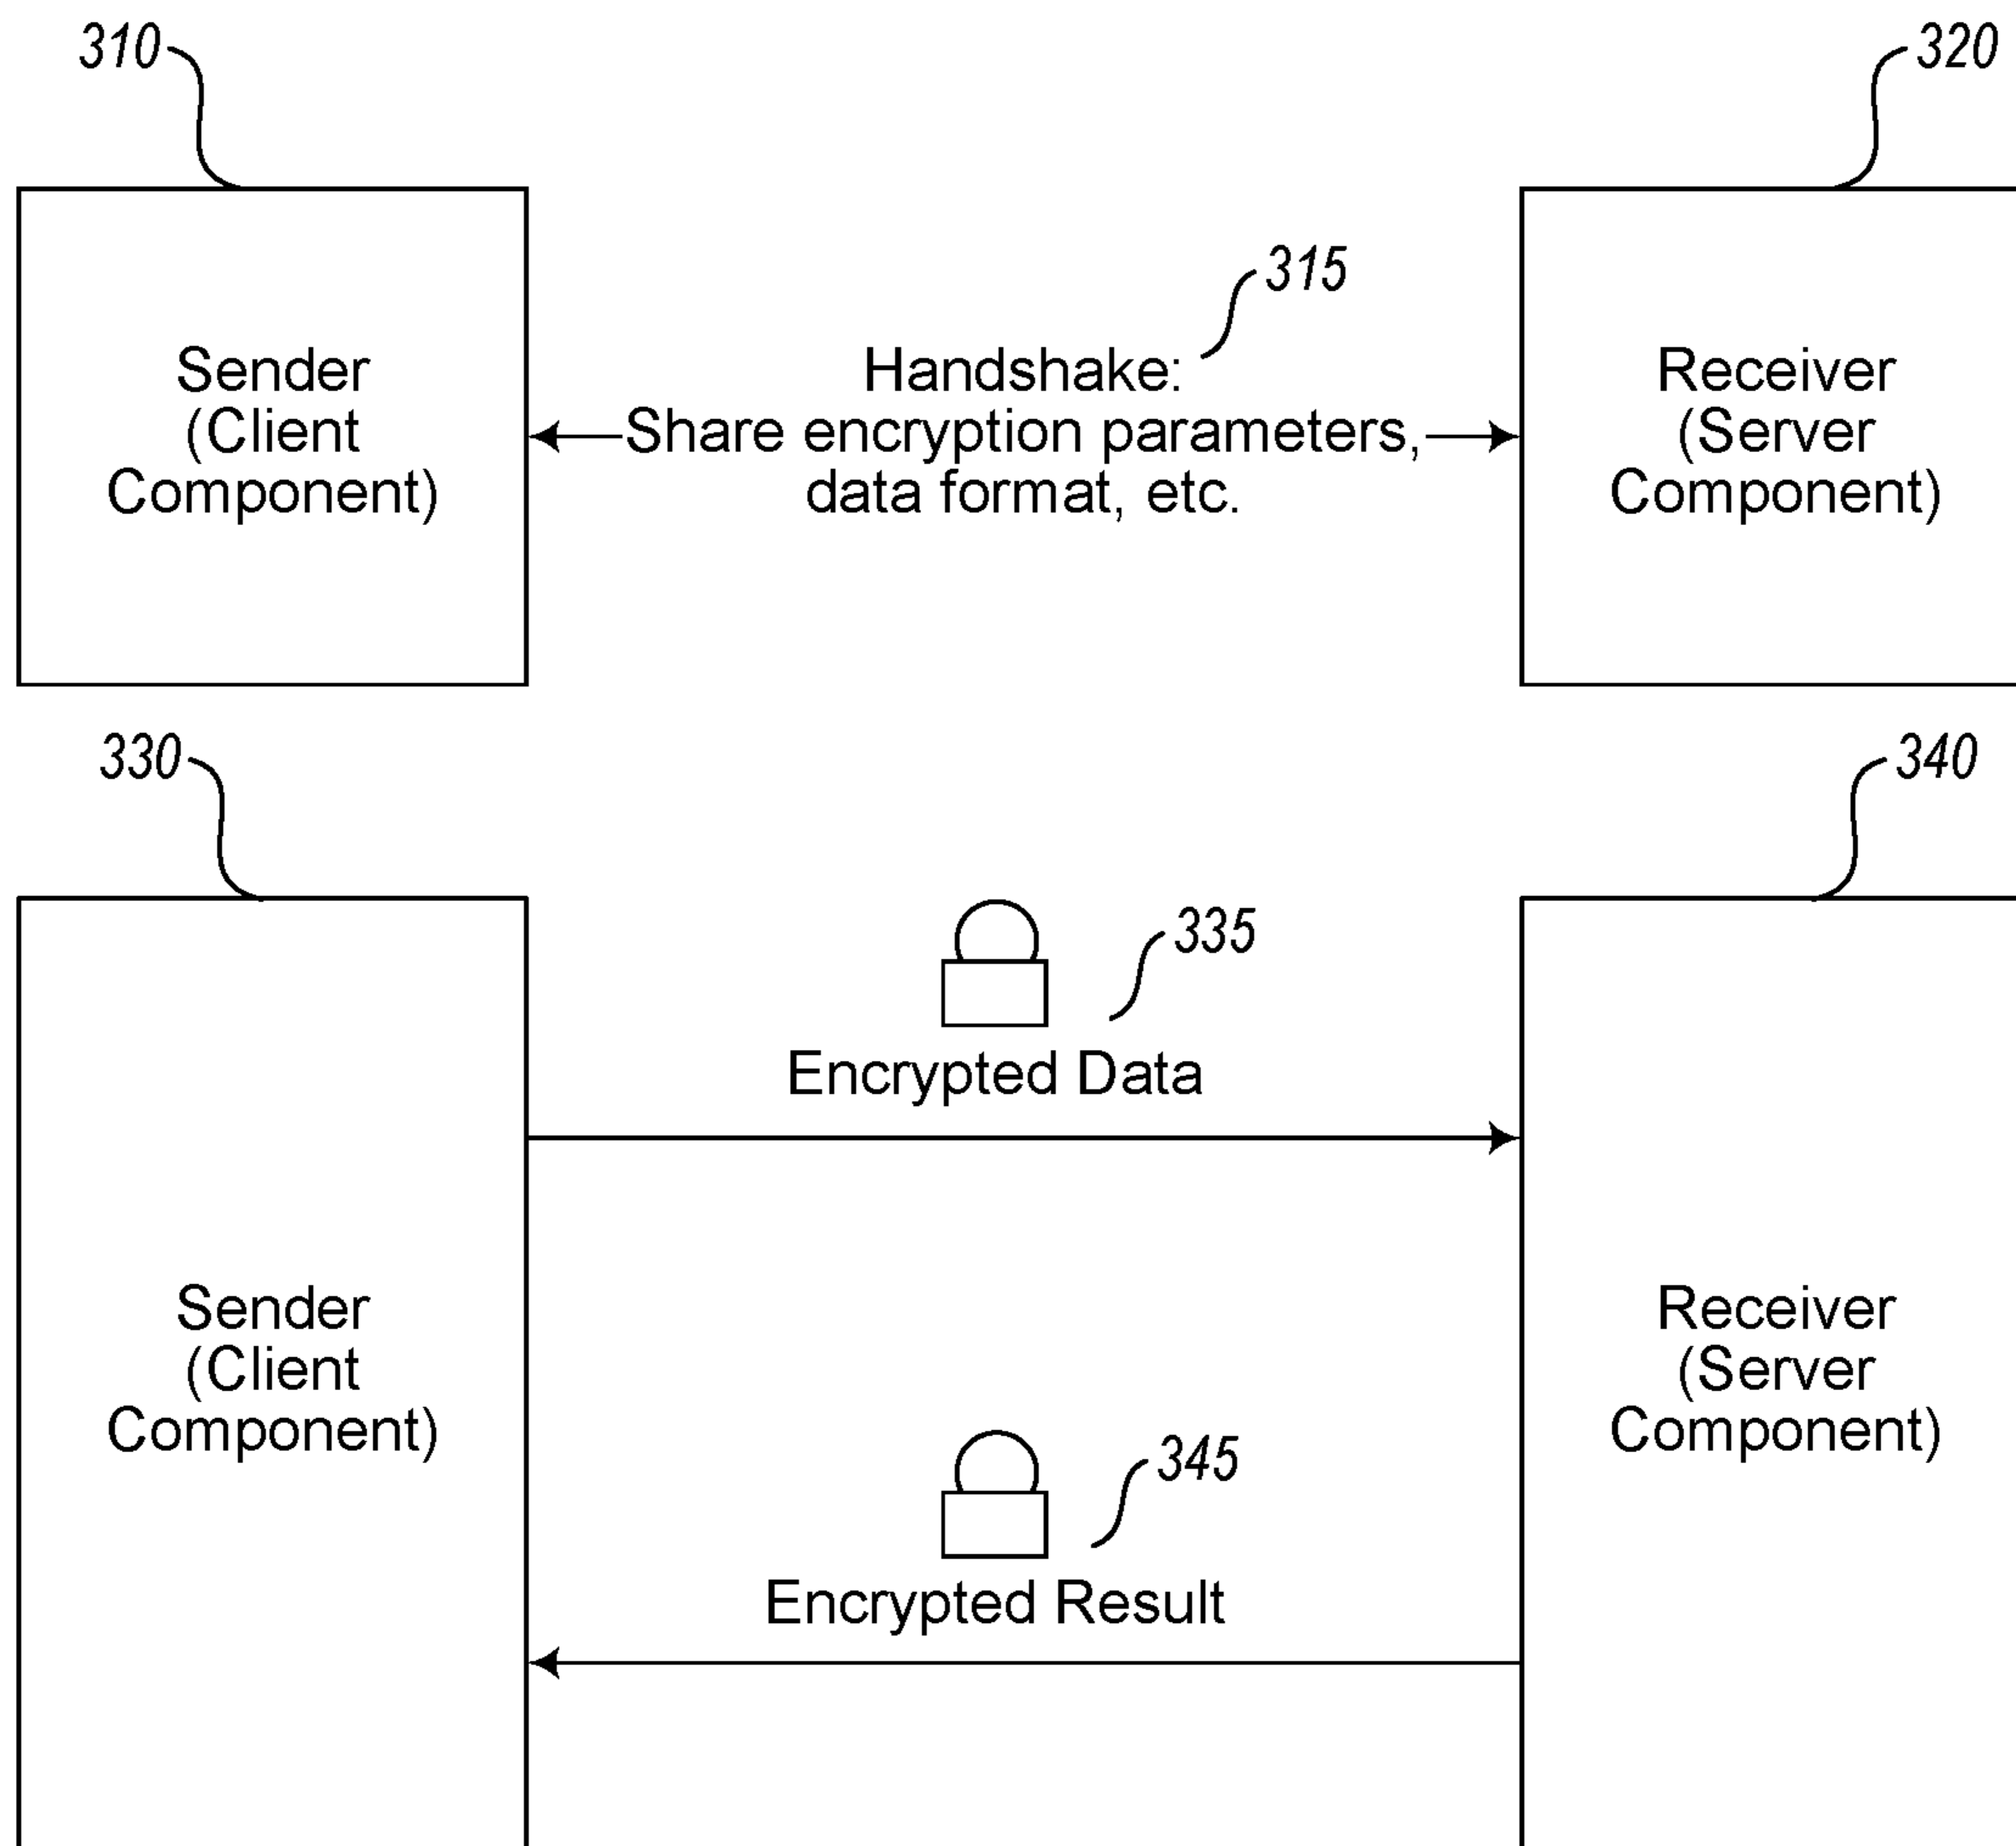 310
320
315
Sender
(Client
Component)
Handshake:
Share encryption parameters,
data format, etc.
Receiver
(Server
Component)
330
340
335
Encrypted Data
Sender
(Client
Component)
Receiver
(Server
Component)
345
Encrypted Result